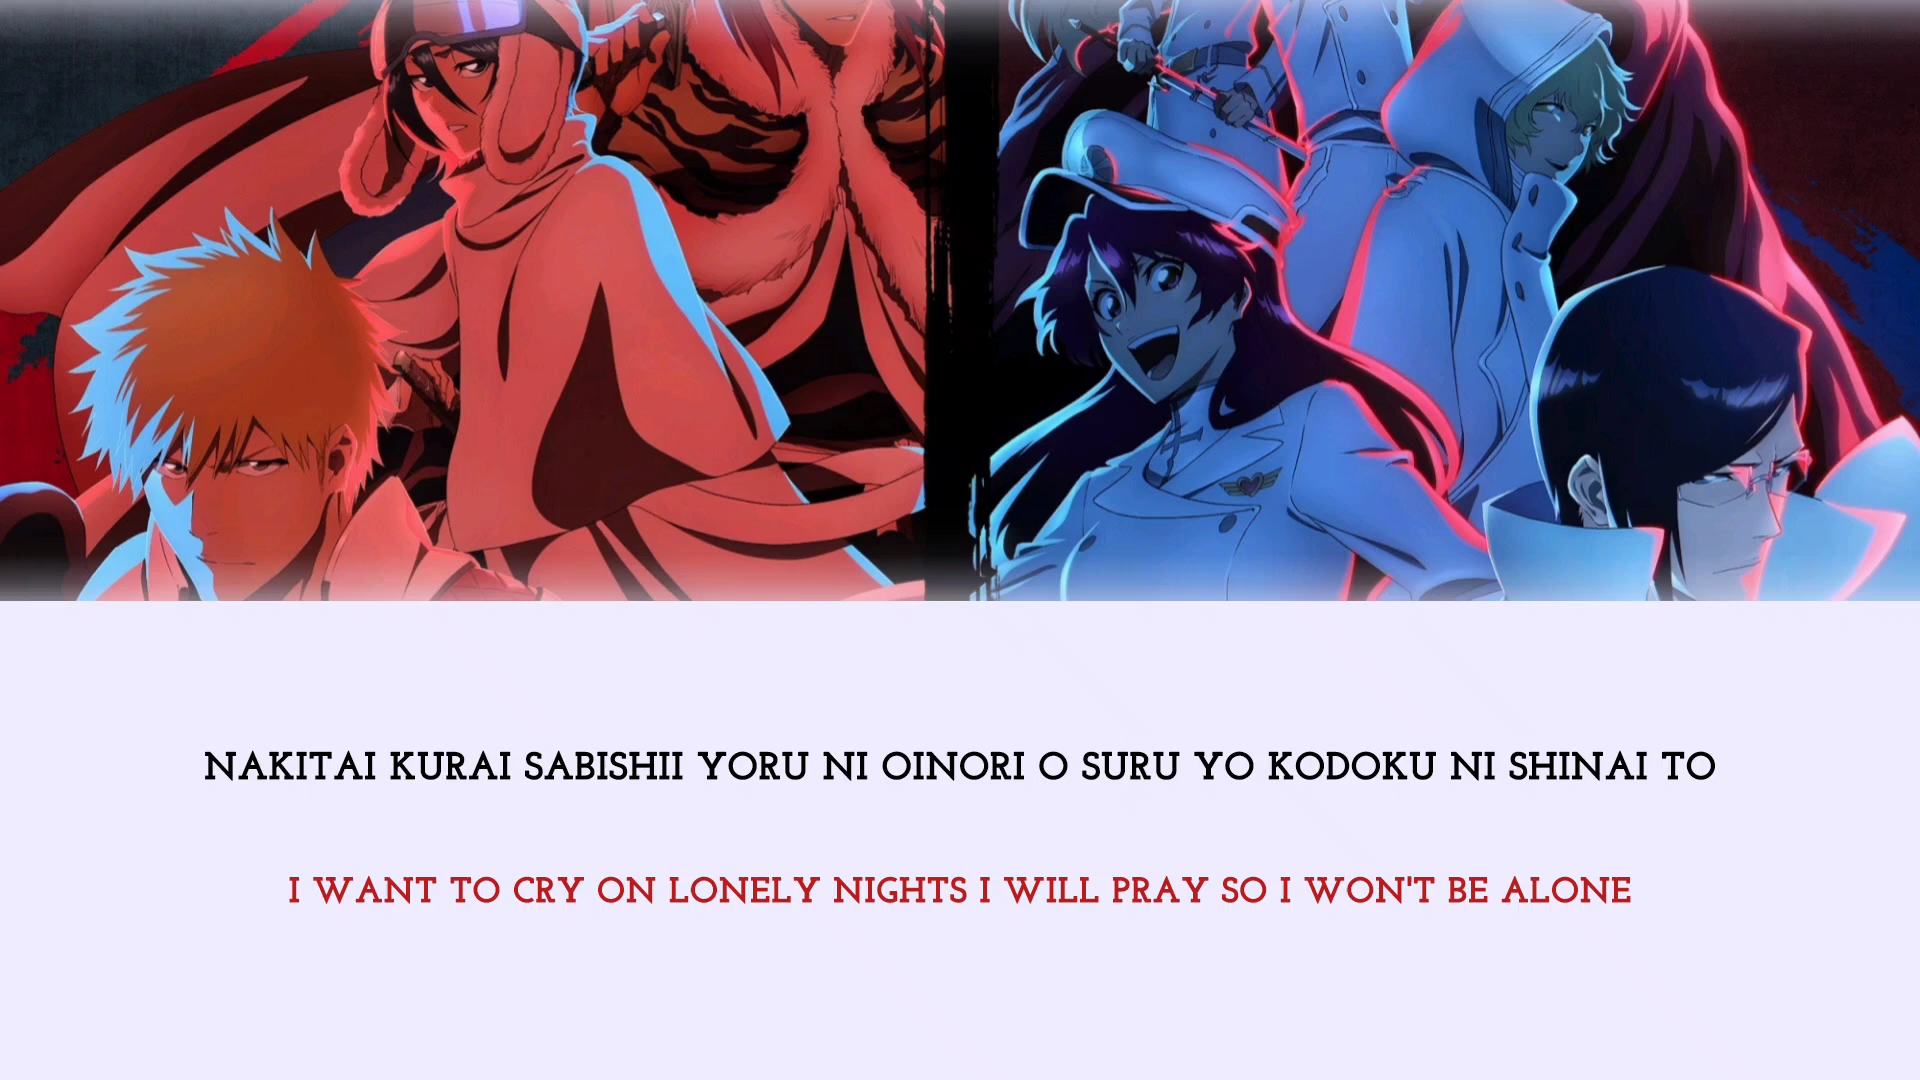 NAKITAI KURAI SABISHII YORU NI OINORI O SURU YO KODOKU NI SHINAI TO
I WANT TO CRY ON LONELY NIGHTS I WILL PRAY SO I WON'T BE ALONE